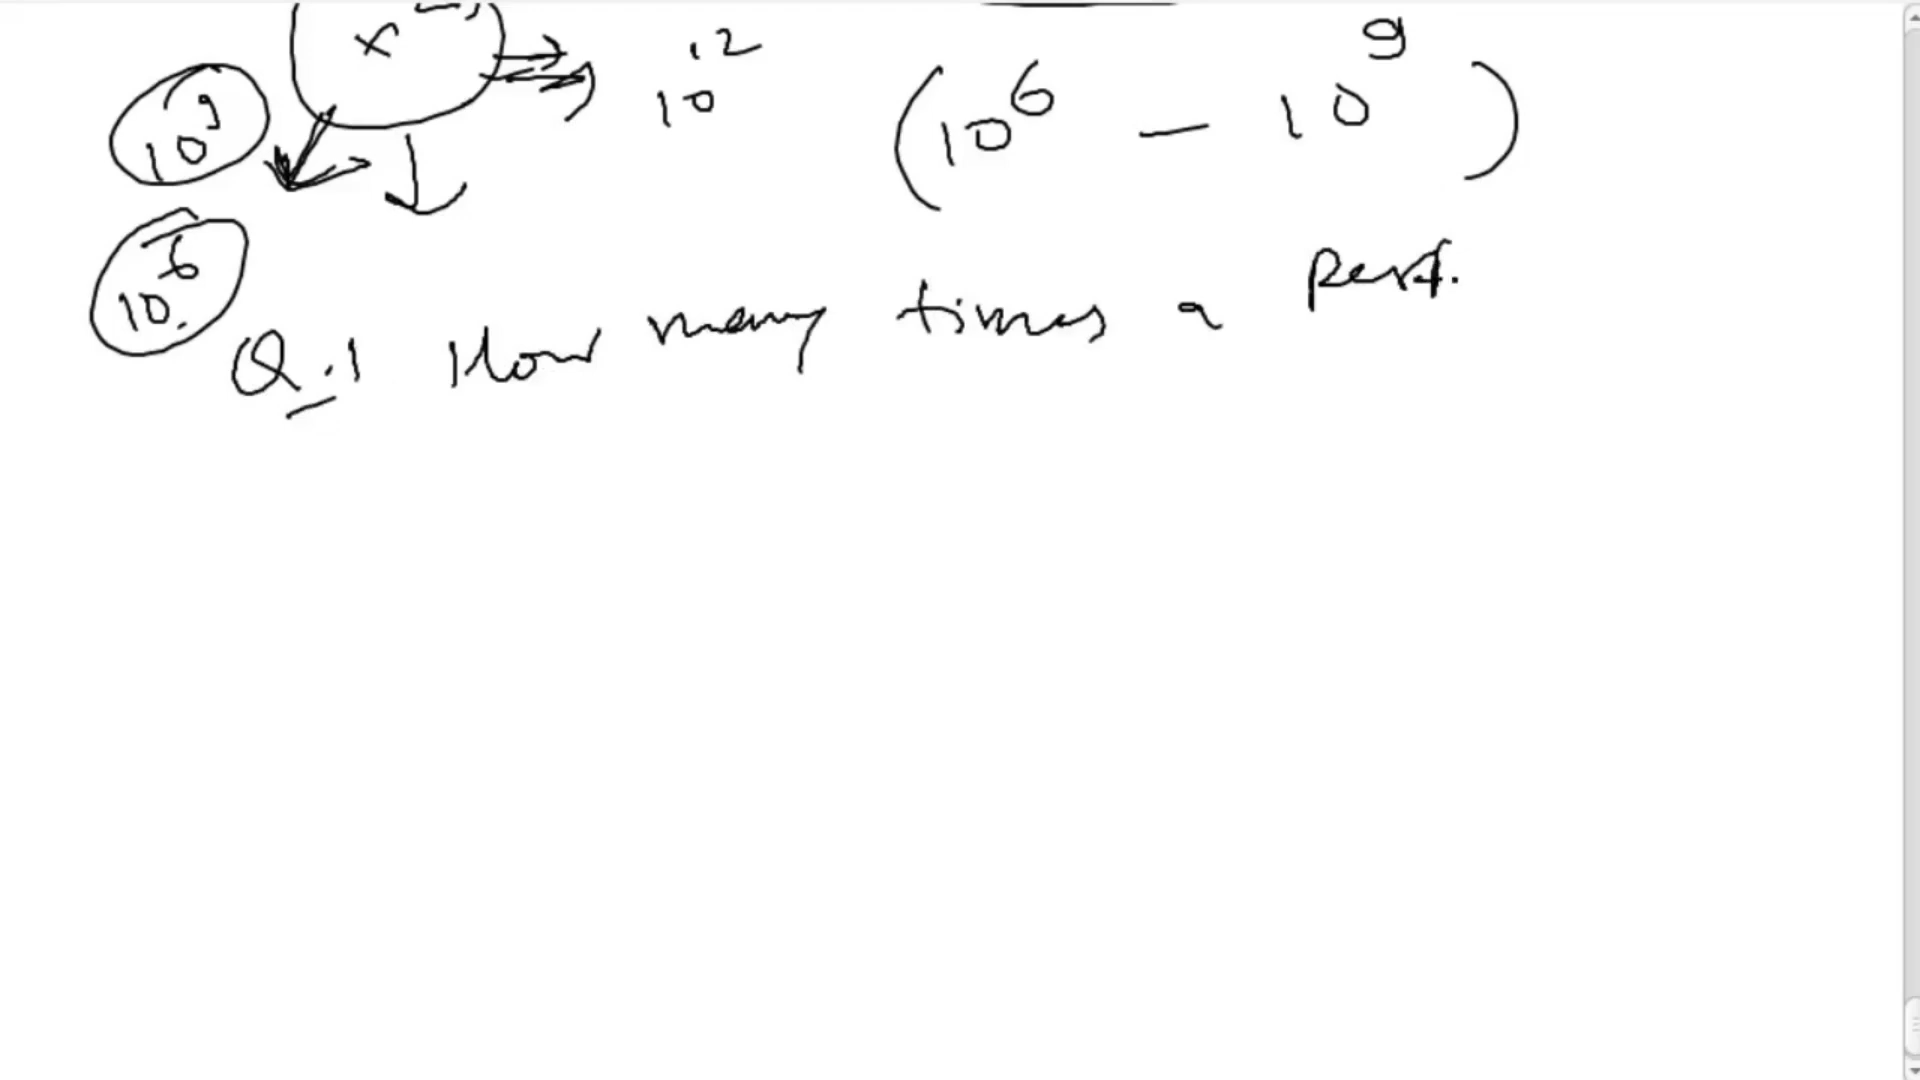 x
10^12
(10^6 — 10^9)
10^9
10^6.
Q.1 How many times a perf.